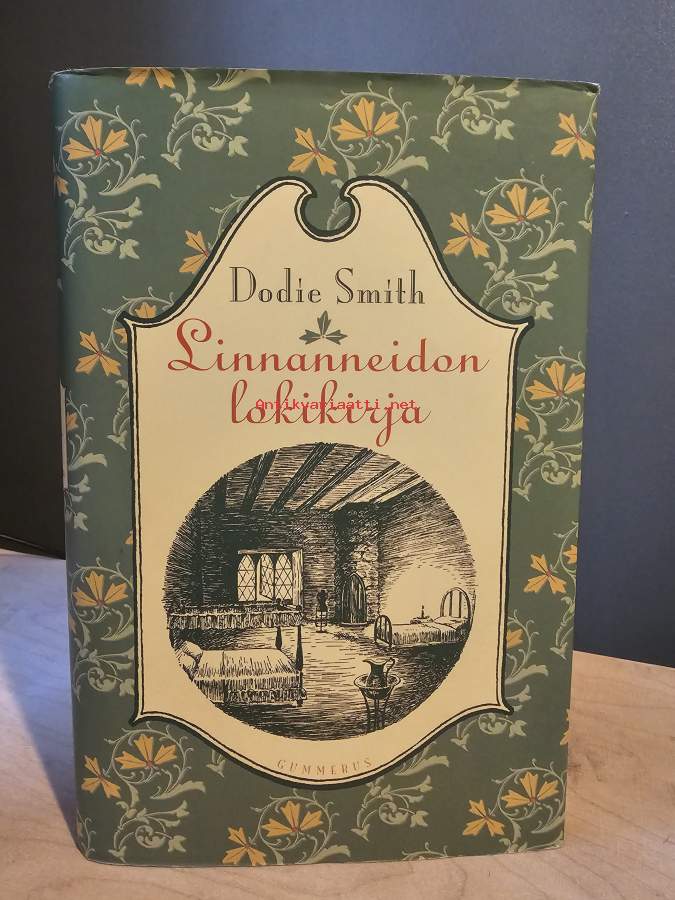 Dodie Smith
Linnanneidon
lokikirja
Antikvariaatti.net
GUMMERUS